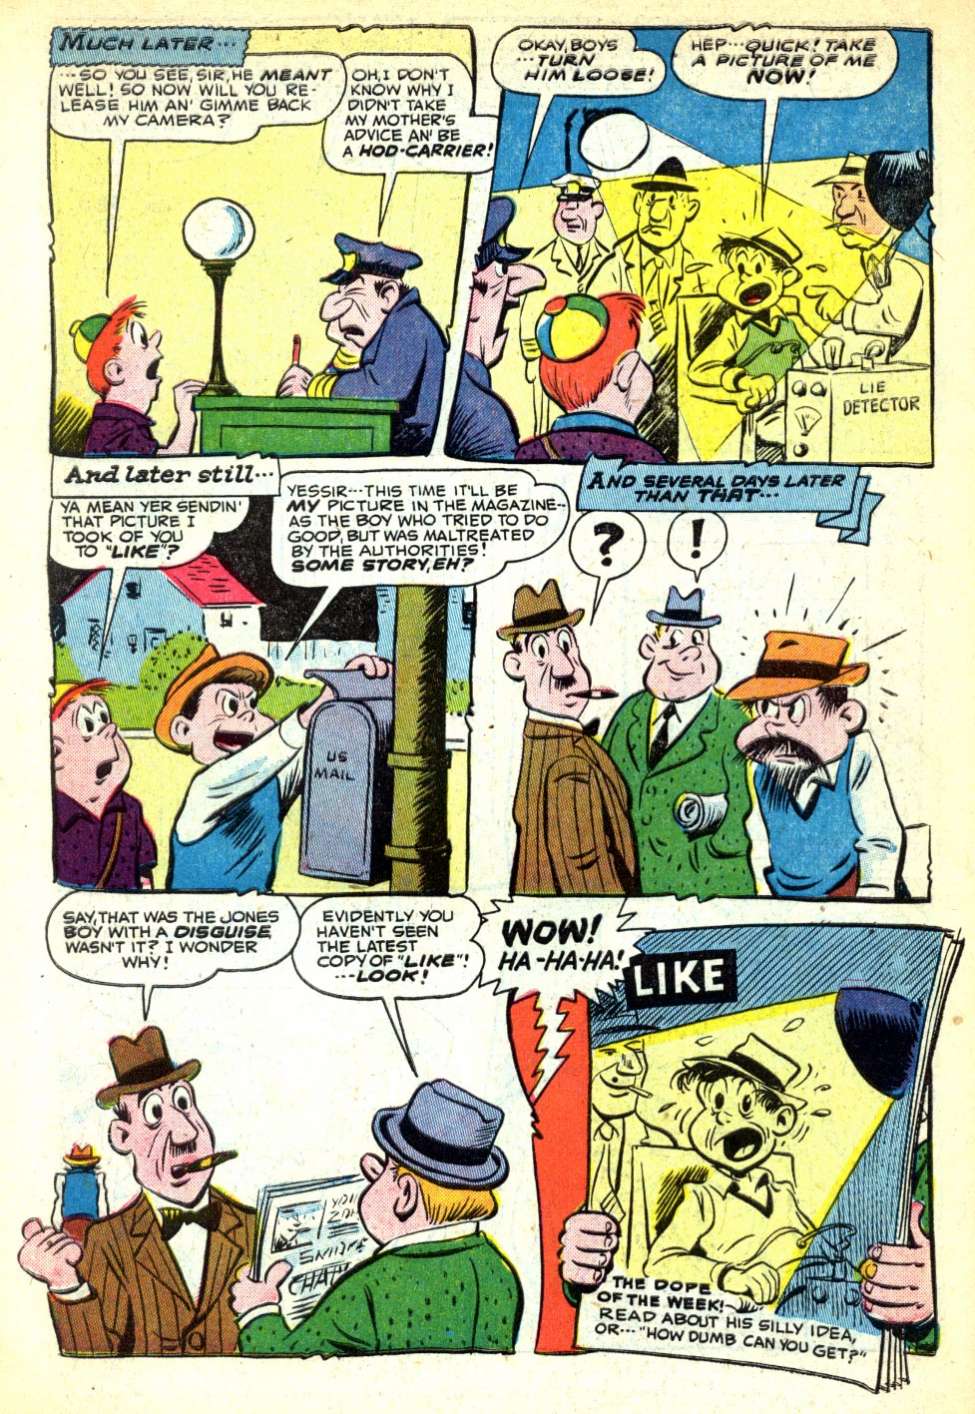 MUCH LATER...
...SO YOU SEE, SIR, HE MEANT
WELL! SO NOW WILL YOU RE-
LEASE HIM AN' GIMME BACK
MY CAMERA?
OH, I DON'T
KNOW WHY I
DIDN'T TAKE
MY MOTHER'S
ADVICE AN' BE
A HOD-CARRIER!
OKAY, BOYS
...TURN
HIM LOOSE!
HEP...QUICK! TAKE
A PICTURE OF ME
NOW!
LIE
DETECTOR
And later still...
YA MEAN YER SENDIN'
THAT PICTURE I
TOOK OF YOU
TO "LIKE"?
YESSIR...THIS TIME IT'LL BE
MY PICTURE IN THE MAGAZINE--
AS THE BOY WHO TRIED TO DO
GOOD, BUT WAS MALTREATED
BY THE AUTHORITIES!
SOME STORY, EH?
US
MAIL
AND SEVERAL DAYS LATER
THAN THAT...
?
!
SAY, THAT WAS THE JONES
BOY WITH A DISGUISE
WASN'T IT? I WONDER
WHY!
EVIDENTLY YOU
HAVEN'T SEEN
THE LATEST
COPY OF "LIKE"!
...LOOK!
WOW!
HA-HA-HA!
LIKE
THE DOPE
OF THE WEEK!-
READ ABOUT HIS SILLY IDEA,
OR..."HOW DUMB CAN YOU GET?"